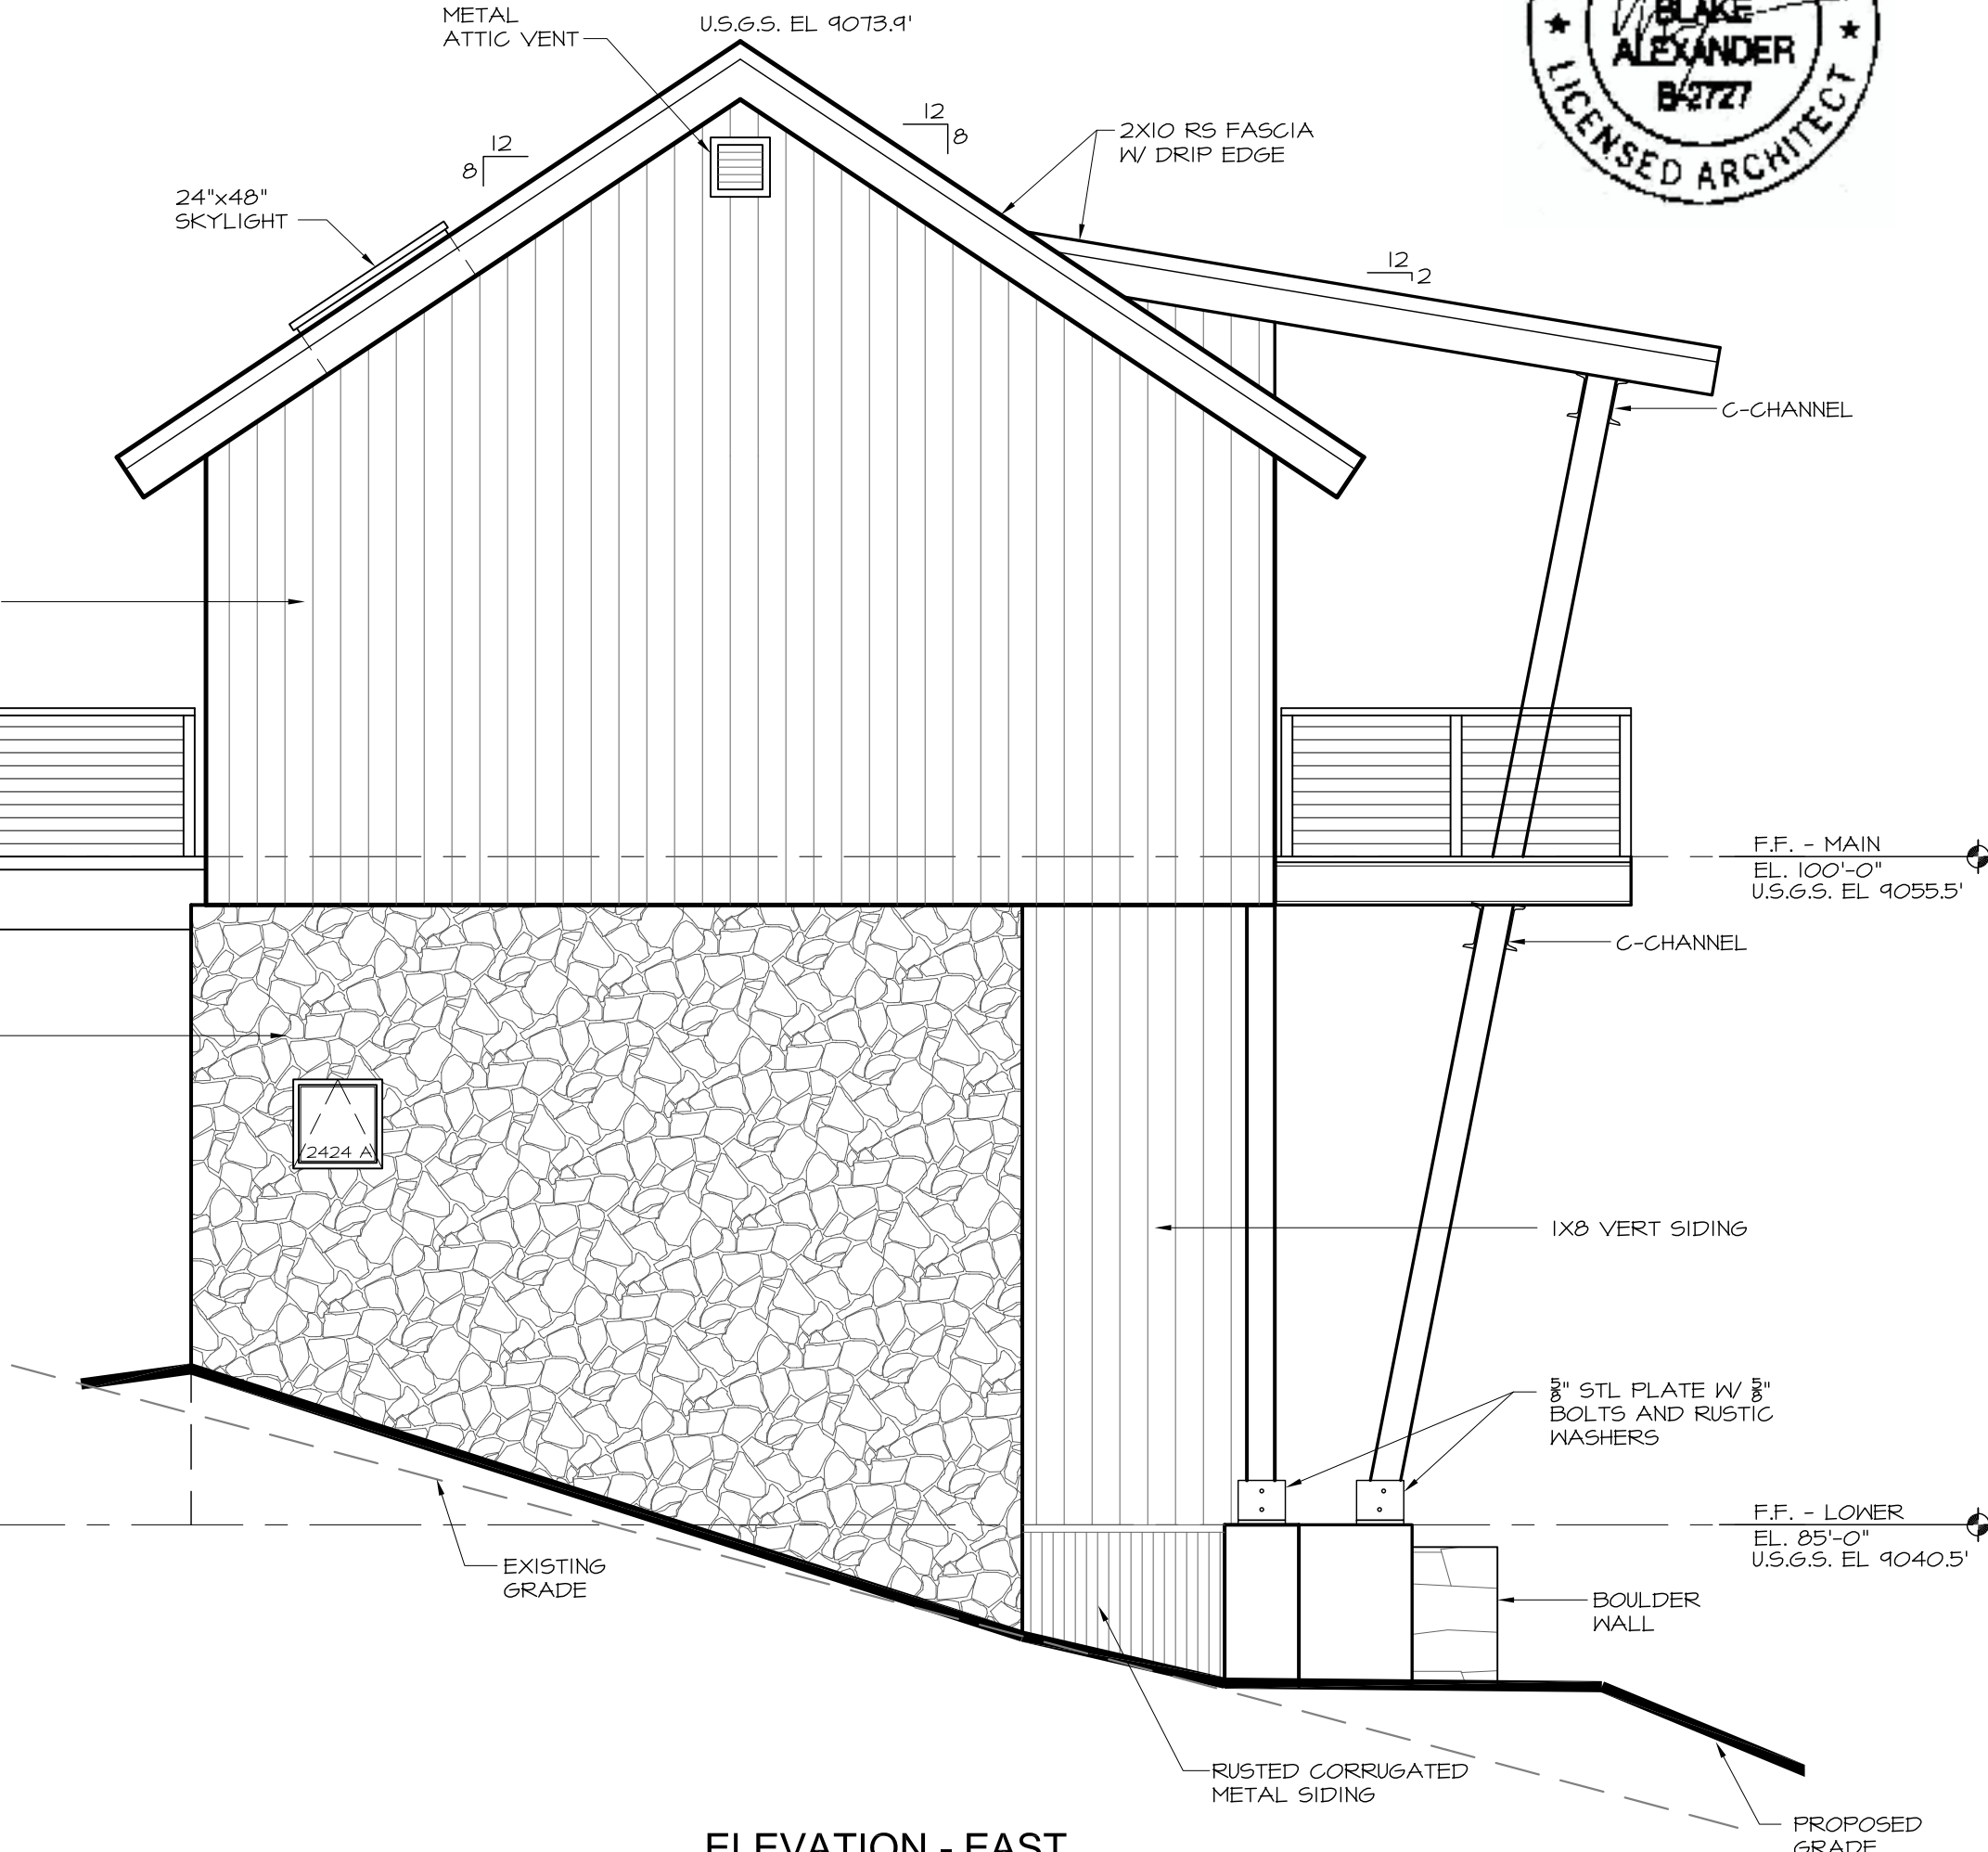 METAL
ATTIC VENT
U.S.G.S. EL 9073.9'
BLAKE
ALEXANDER
B-2727
LICENSED ARCHITECT
12
8
12
8
2X10 RS FASCIA
W/ DRIP EDGE
24"x48"
SKYLIGHT
12
2
C-CHANNEL
F.F. - MAIN
EL. 100'-0"
U.S.G.S. EL 9055.5'
C-CHANNEL
2424 A
1X8 VERT SIDING
5/8" STL PLATE W/ 5/8"
BOLTS AND RUSTIC
WASHERS
F.F. - LOWER
EL. 85'-0"
U.S.G.S. EL 9040.5'
EXISTING
GRADE
BOULDER
WALL
RUSTED CORRUGATED
METAL SIDING
PROPOSED
GRADE
ELEVATION - EAST